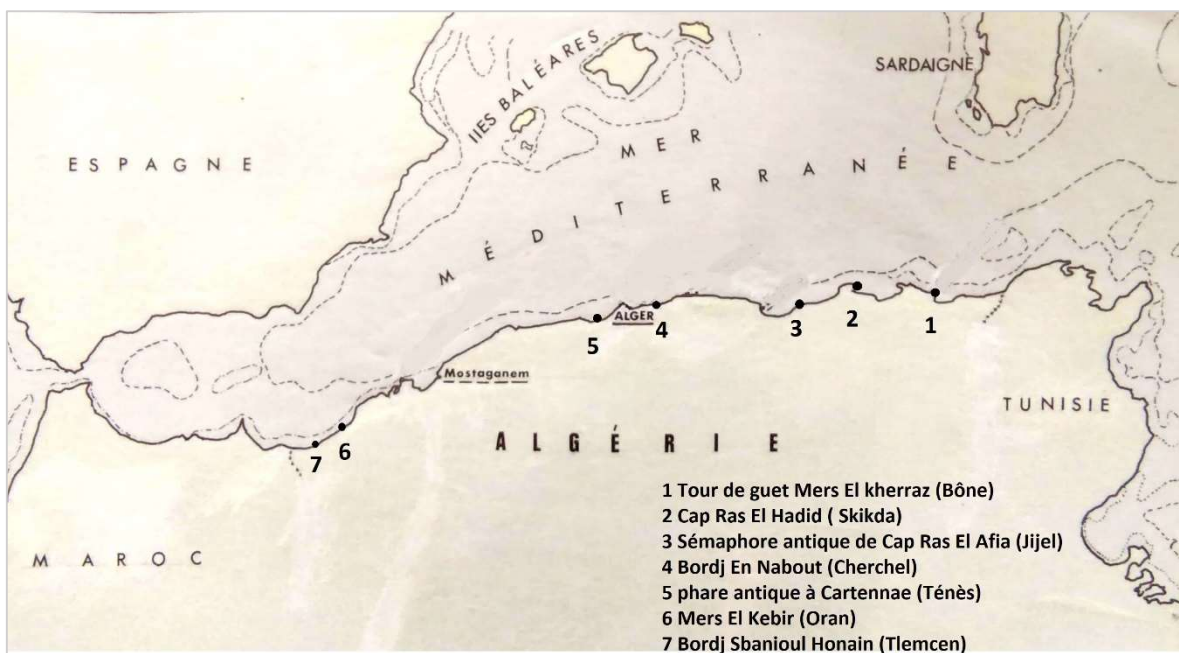 ESPAGNE
IIES BALÉARES
SARDAIGNE
MER
MÉDITERRANÉE
ALGER
5
4
3
2
1
Mostaganem
7
6
TUNISIE
ALGÉRIE
MAROC
1 Tour de guet Mers El kherraz (Bône)
2 Cap Ras El Hadid ( Skikda)
3 Sémaphore antique de Cap Ras El Afia (Jijel)
4 Bordj En Nabout (Cherchel)
5 phare antique à Cartennae (Ténès)
6 Mers El Kebir (Oran)
7 Bordj Sbanioul Honain (Tlemcen)